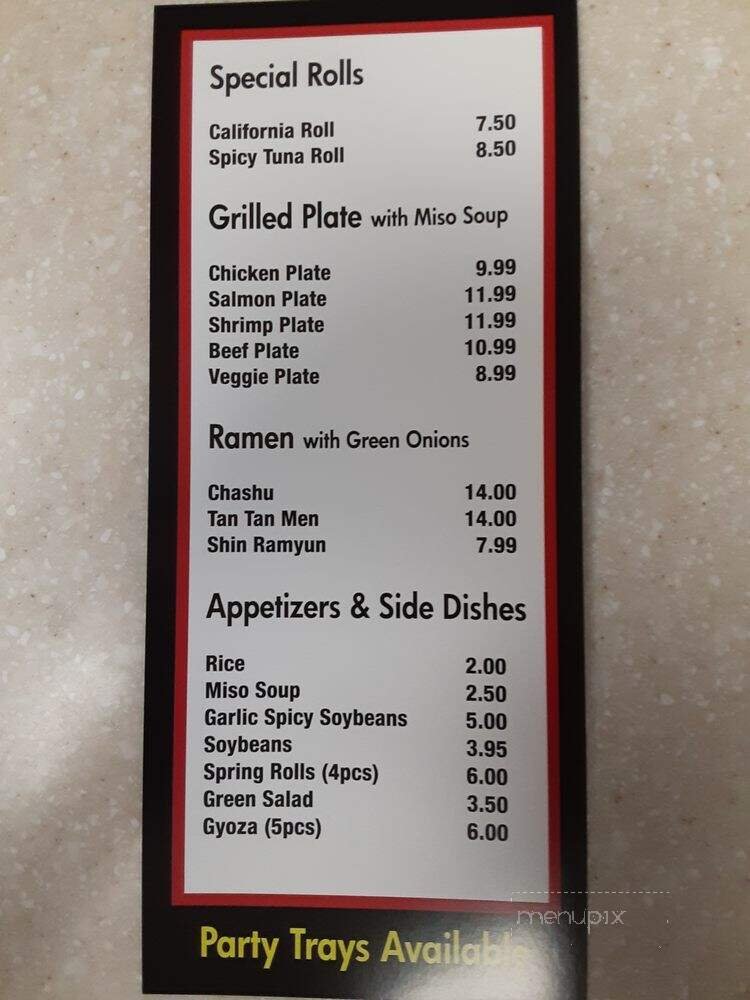 Special Rolls
California Roll 7.50
Spicy Tuna Roll 8.50
Grilled Plate with Miso Soup
Chicken Plate 9.99
Salmon Plate 11.99
Shrimp Plate 11.99
Beef Plate 10.99
Veggie Plate 8.99
Ramen with Green Onions
Chashu 14.00
Tan Tan Men 14.00
Shin Ramyun 7.99
Appetizers & Side Dishes
Rice 2.00
Miso Soup 2.50
Garlic Spicy Soybeans 5.00
Soybeans 3.95
Spring Rolls (4pcs) 6.00
Green Salad 3.50
Gyoza (5pcs) 6.00
menupix
Party Trays Available